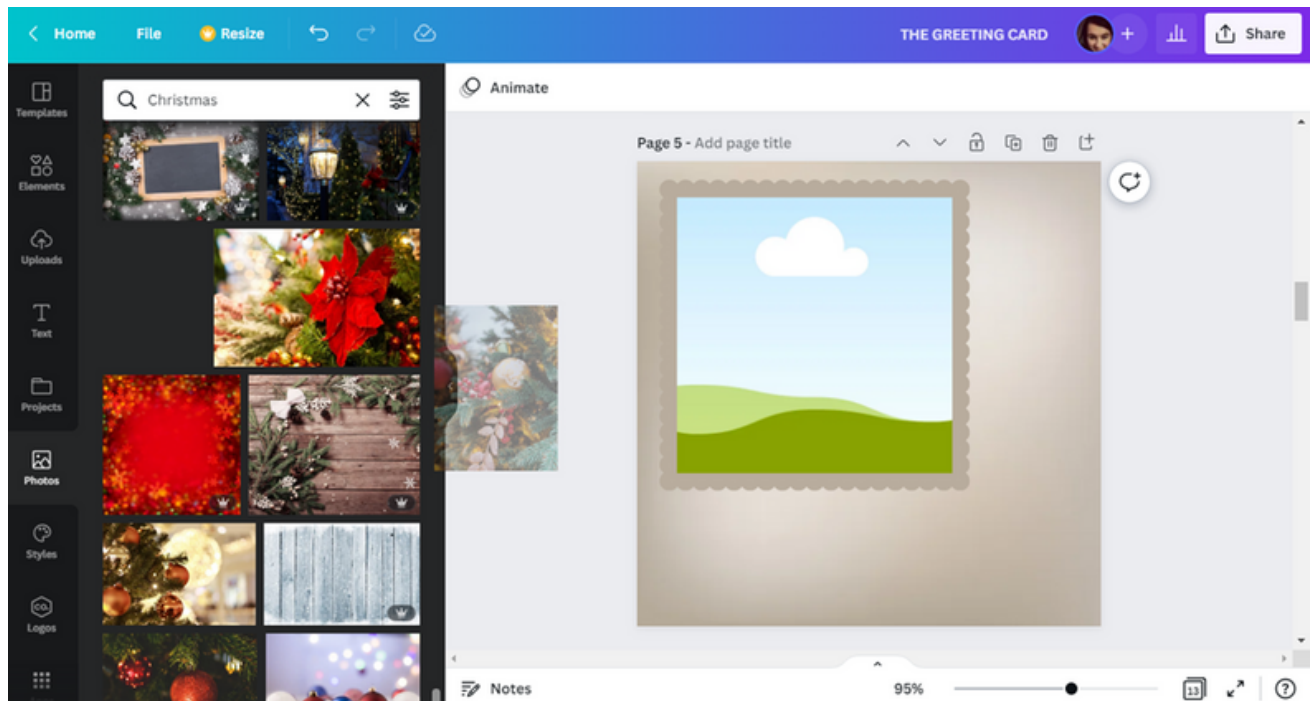 Home File Resize THE GREETING CARD + Share
Templates
Elements
Uploads
Text
Projects
Photos
Styles
CO.
Logos
Christmas
Animate
Page 5 - Add page title
Notes 95% 13 ?